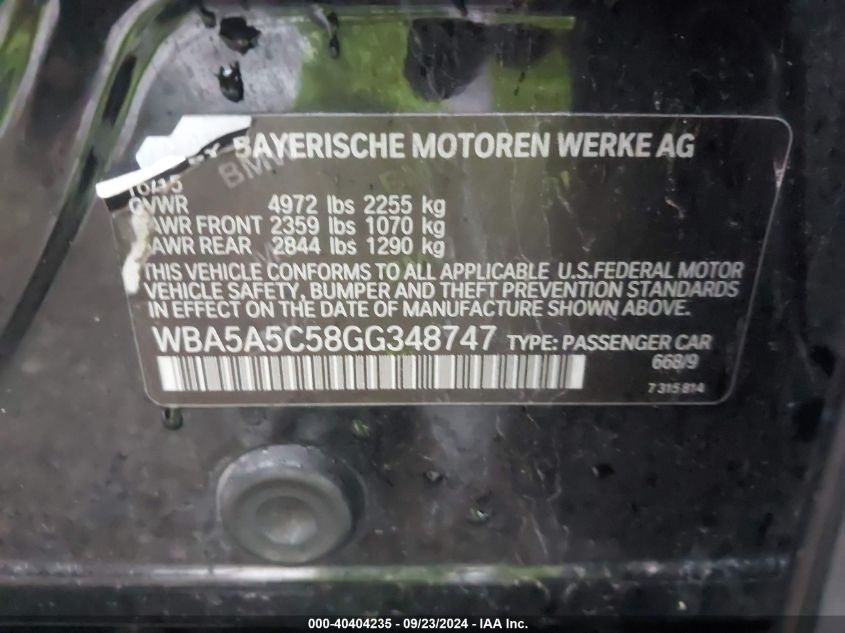 BAYERISCHE MOTOREN WERKE AG
GVWR 4972 lbs 2255 kg
GAWR FRONT 2359 lbs 1070 kg
GAWR REAR 2844 lbs 1290 kg
THIS VEHICLE CONFORMS TO ALL APPLICABLE U.S.FEDERAL MOTOR
VEHICLE SAFETY, BUMPER AND THEFT PREVENTION STANDARDS
IN EFFECT ON THE DATE OF MANUFACTURE SHOWN ABOVE.
WBA5A5C58GG348747 TYPE: PASSENGER CAR
668/9
7 315 814
000-40404235 - 09/23/2024 - IAA Inc.